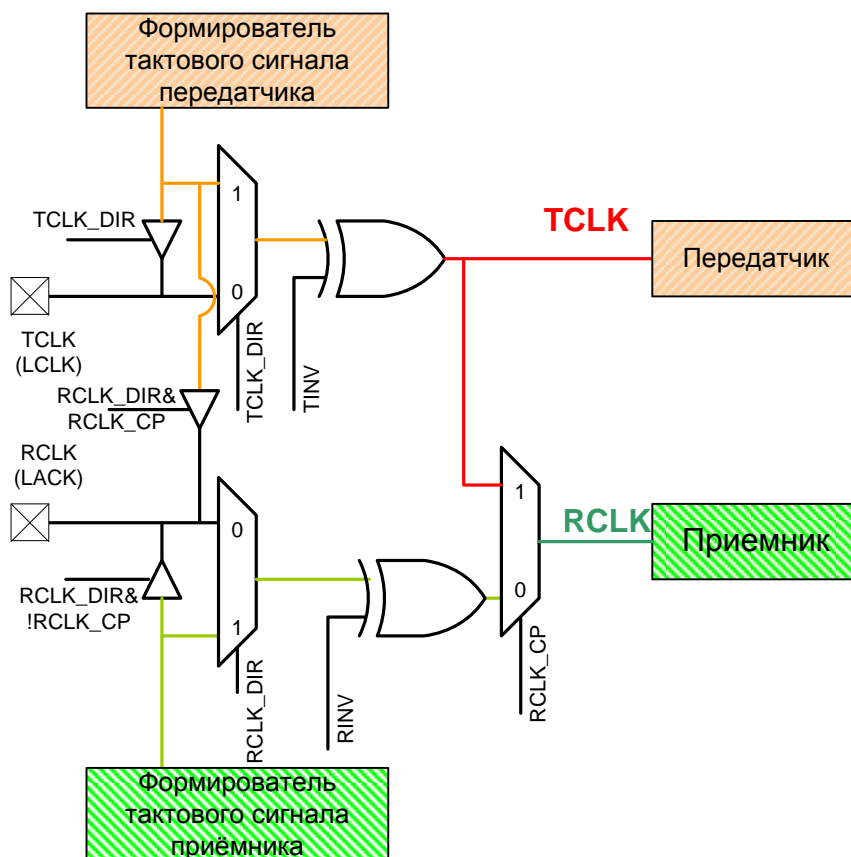 Формирователь
тактового сигнала
передатчика
1
TCLK_DIR
TCLK
Передатчик
0
TCLK
(LCLK)
TCLK_DIR
TINV
RCLK_DIR&
RCLK_CP
RCLK
(LACK)
1
RCLK
Приемник
0
RCLK_DIR&
!RCLK_CP
0
1
RCLK_DIR
RINV
RCLK_CP
Формирователь
тактового сигнала
приёмника